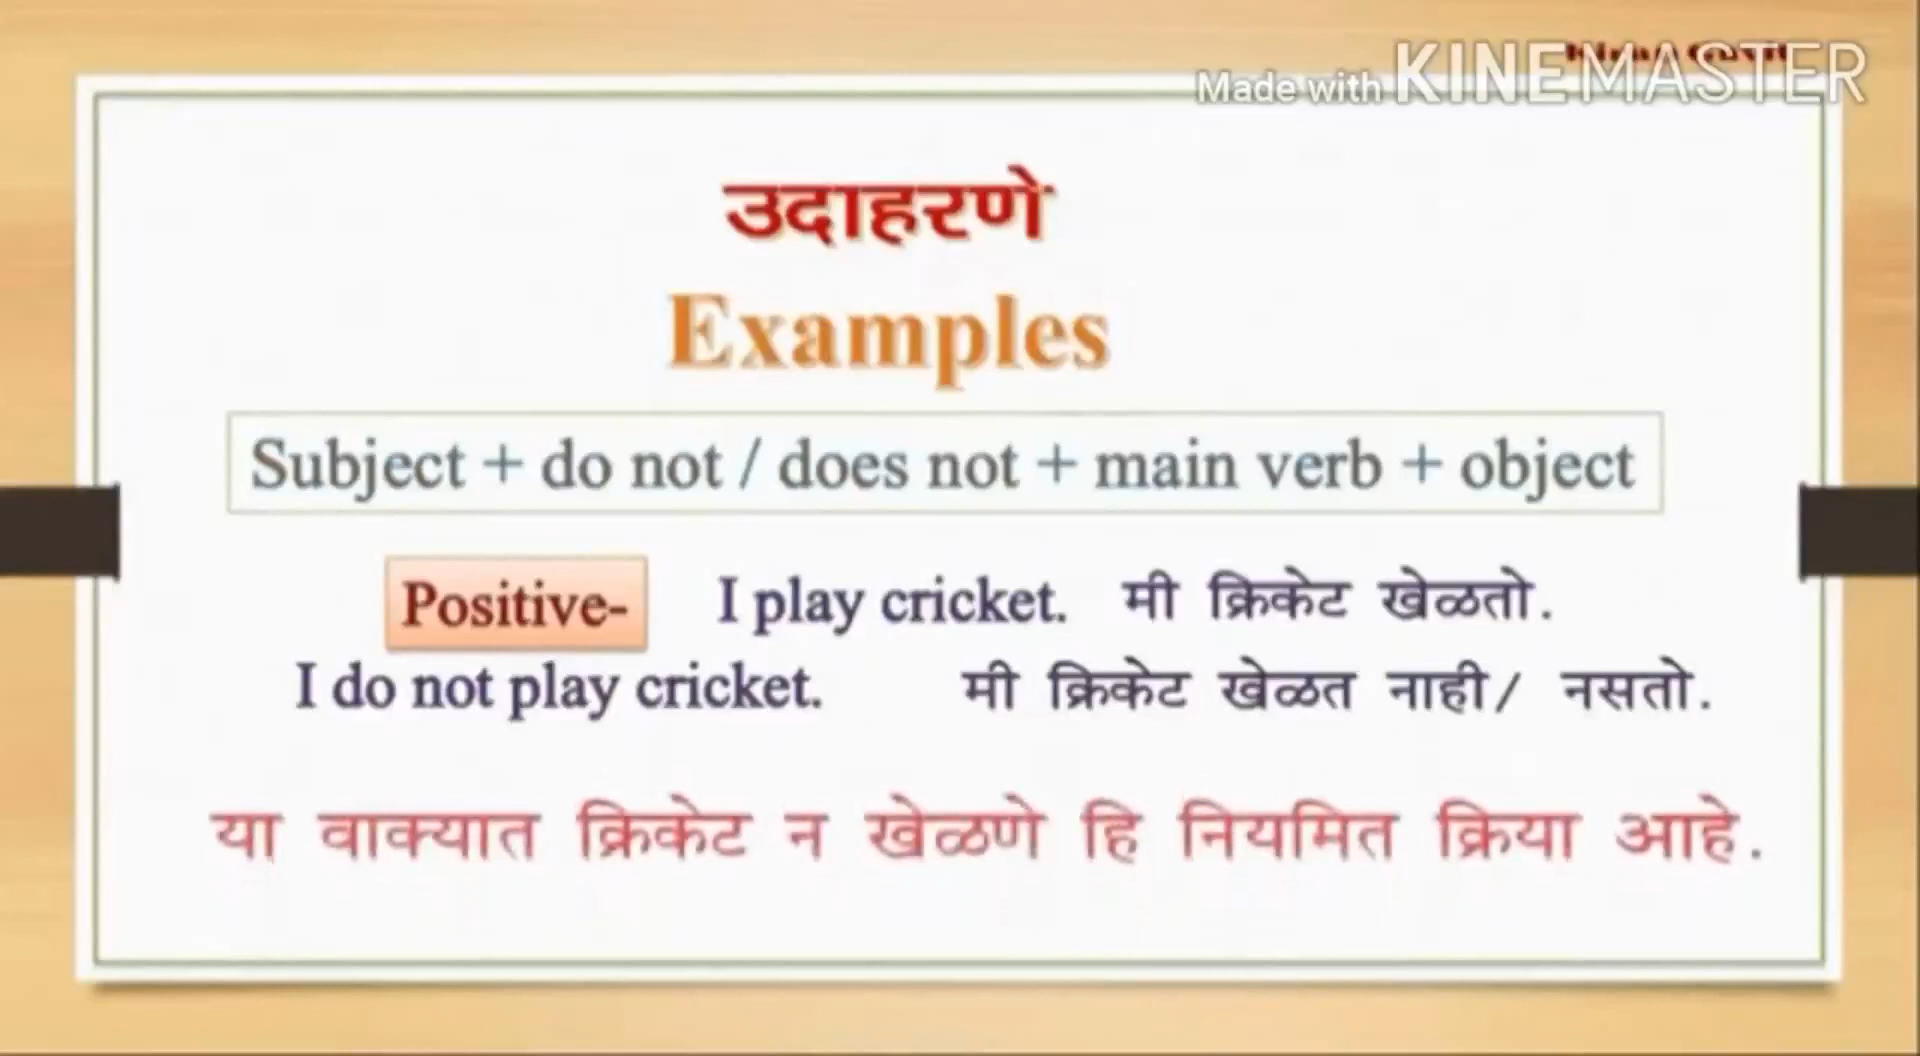 Made with KINEMASTER
उदाहरणे
Examples
Subject + do not / does not + main verb + object
Positive- I play cricket. मी क्रिकेट खेळतो.
I do not play cricket. मी क्रिकेट खेळत नाही/ नसतो.
या वाक्यात क्रिकेट न खेळणे हि नियमित क्रिया आहे.